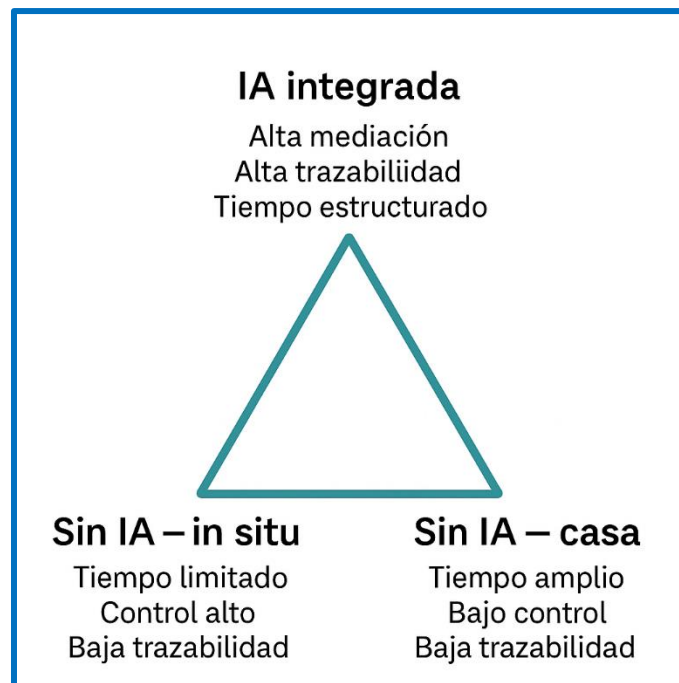 IA integrada
Alta mediación
Alta trazabiliidad
Tiempo estructurado
Sin IA – in situ
Tiempo limitado
Control alto
Baja trazabilidad
Sin IA — casa
Tiempo amplio
Bajo control
Baja trazabilidad